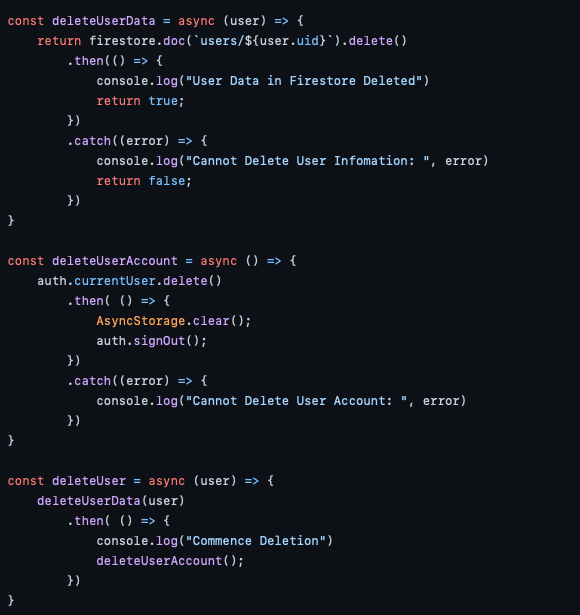 const deleteUserData = async (user) => {
    return firestore.doc(`users/${user.uid}`).delete()
        .then(() => {
            console.log("User Data in Firestore Deleted")
            return true;
        })
        .catch((error) => {
            console.log("Cannot Delete User Infomation: ", error)
            return false;
        })
}

const deleteUserAccount = async () => {
    auth.currentUser.delete()
        .then( () => {
            AsyncStorage.clear();
            auth.signOut();
        })
        .catch((error) => {
            console.log("Cannot Delete User Account: ", error)
        })
}

const deleteUser = async (user) => {
    deleteUserData(user)
        .then( () => {
            console.log("Commence Deletion")
            deleteUserAccount();
        })
}